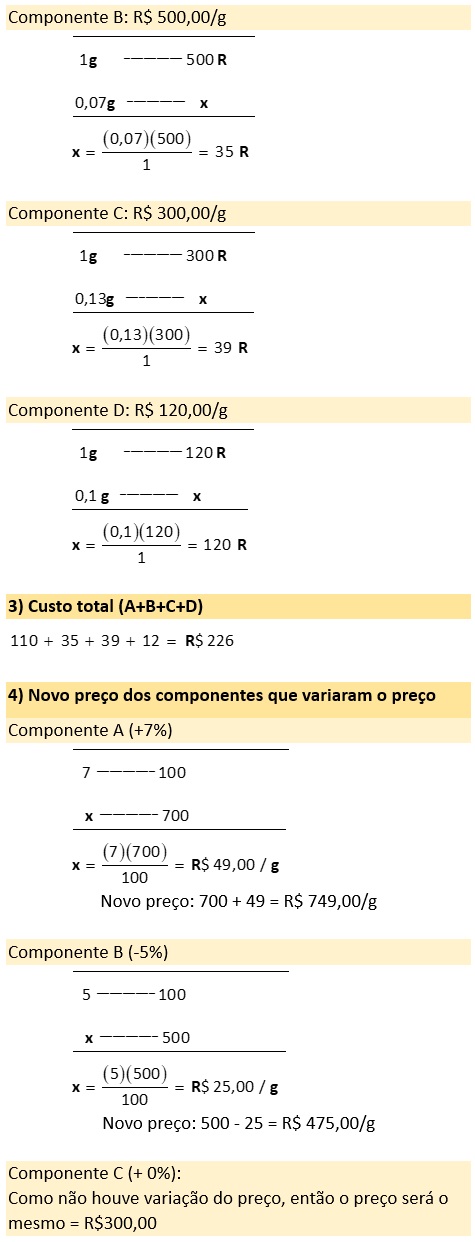 Componente B: R$ 500,00/g
1g ————— 500 R
0,07g ————— x
x = (0,07)(500) / 1 = 35 R
Componente C: R$ 300,00/g
1g ————— 300 R
0,13g ————— x
x = (0,13)(300) / 1 = 39 R
Componente D: R$ 120,00/g
1g ————— 120 R
0,1 g ————— x
x = (0,1)(120) / 1 = 120 R
3) Custo total (A+B+C+D)
110 + 35 + 39 + 12 = R$ 226
4) Novo preço dos componentes que variaram o preço
Componente A (+7%)
7 ————— 100
x ————— 700
x = (7)(700) / 100 = R$ 49,00 / g
Novo preço: 700 + 49 = R$ 749,00/g
Componente B (-5%)
5 ————— 100
x ————— 500
x = (5)(500) / 100 = R$ 25,00 / g
Novo preço: 500 - 25 = R$ 475,00/g
Componente C (+ 0%):
Como não houve variação do preço, então o preço será o
mesmo = R$300,00